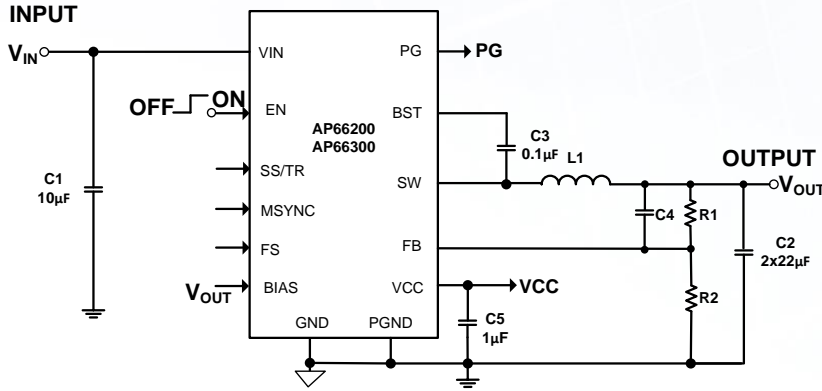 INPUT
VIN
VIN
PG
PG
OFF
ON
EN
BST
AP66200
AP66300
C3
0.1µF
L1
OUTPUT
C1
10µF
SS/TR
SW
VOUT
C4
R1
MSYNC
C2
2x22µF
FS
FB
VOUT
BIAS
VCC
VCC
R2
GND
PGND
C5
1µF